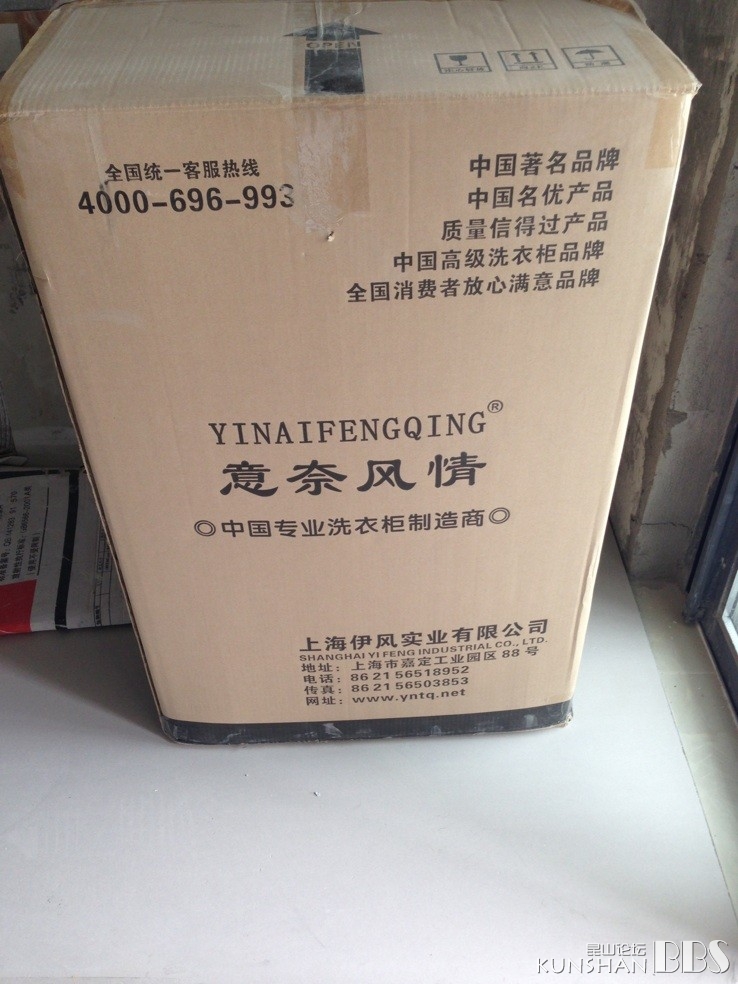 OPEN
全国统一客服热线
4000-696-993
中国著名品牌
中国名优产品
质量信得过产品
中国高级洗衣柜品牌
全国消费者放心满意品牌
YINAIFENGQING®
意奈风情
◎中国专业洗衣柜制造商◎
上海伊风实业有限公司
SHANGHAI YI FENG INDUSTRIAL CO., LTD.
地址：上海市嘉定工业园区88号
电话：86 21 56518952
传真：86 21 56503853
网址：www.yntq.net
昆山论坛
KUNSHAN BBS